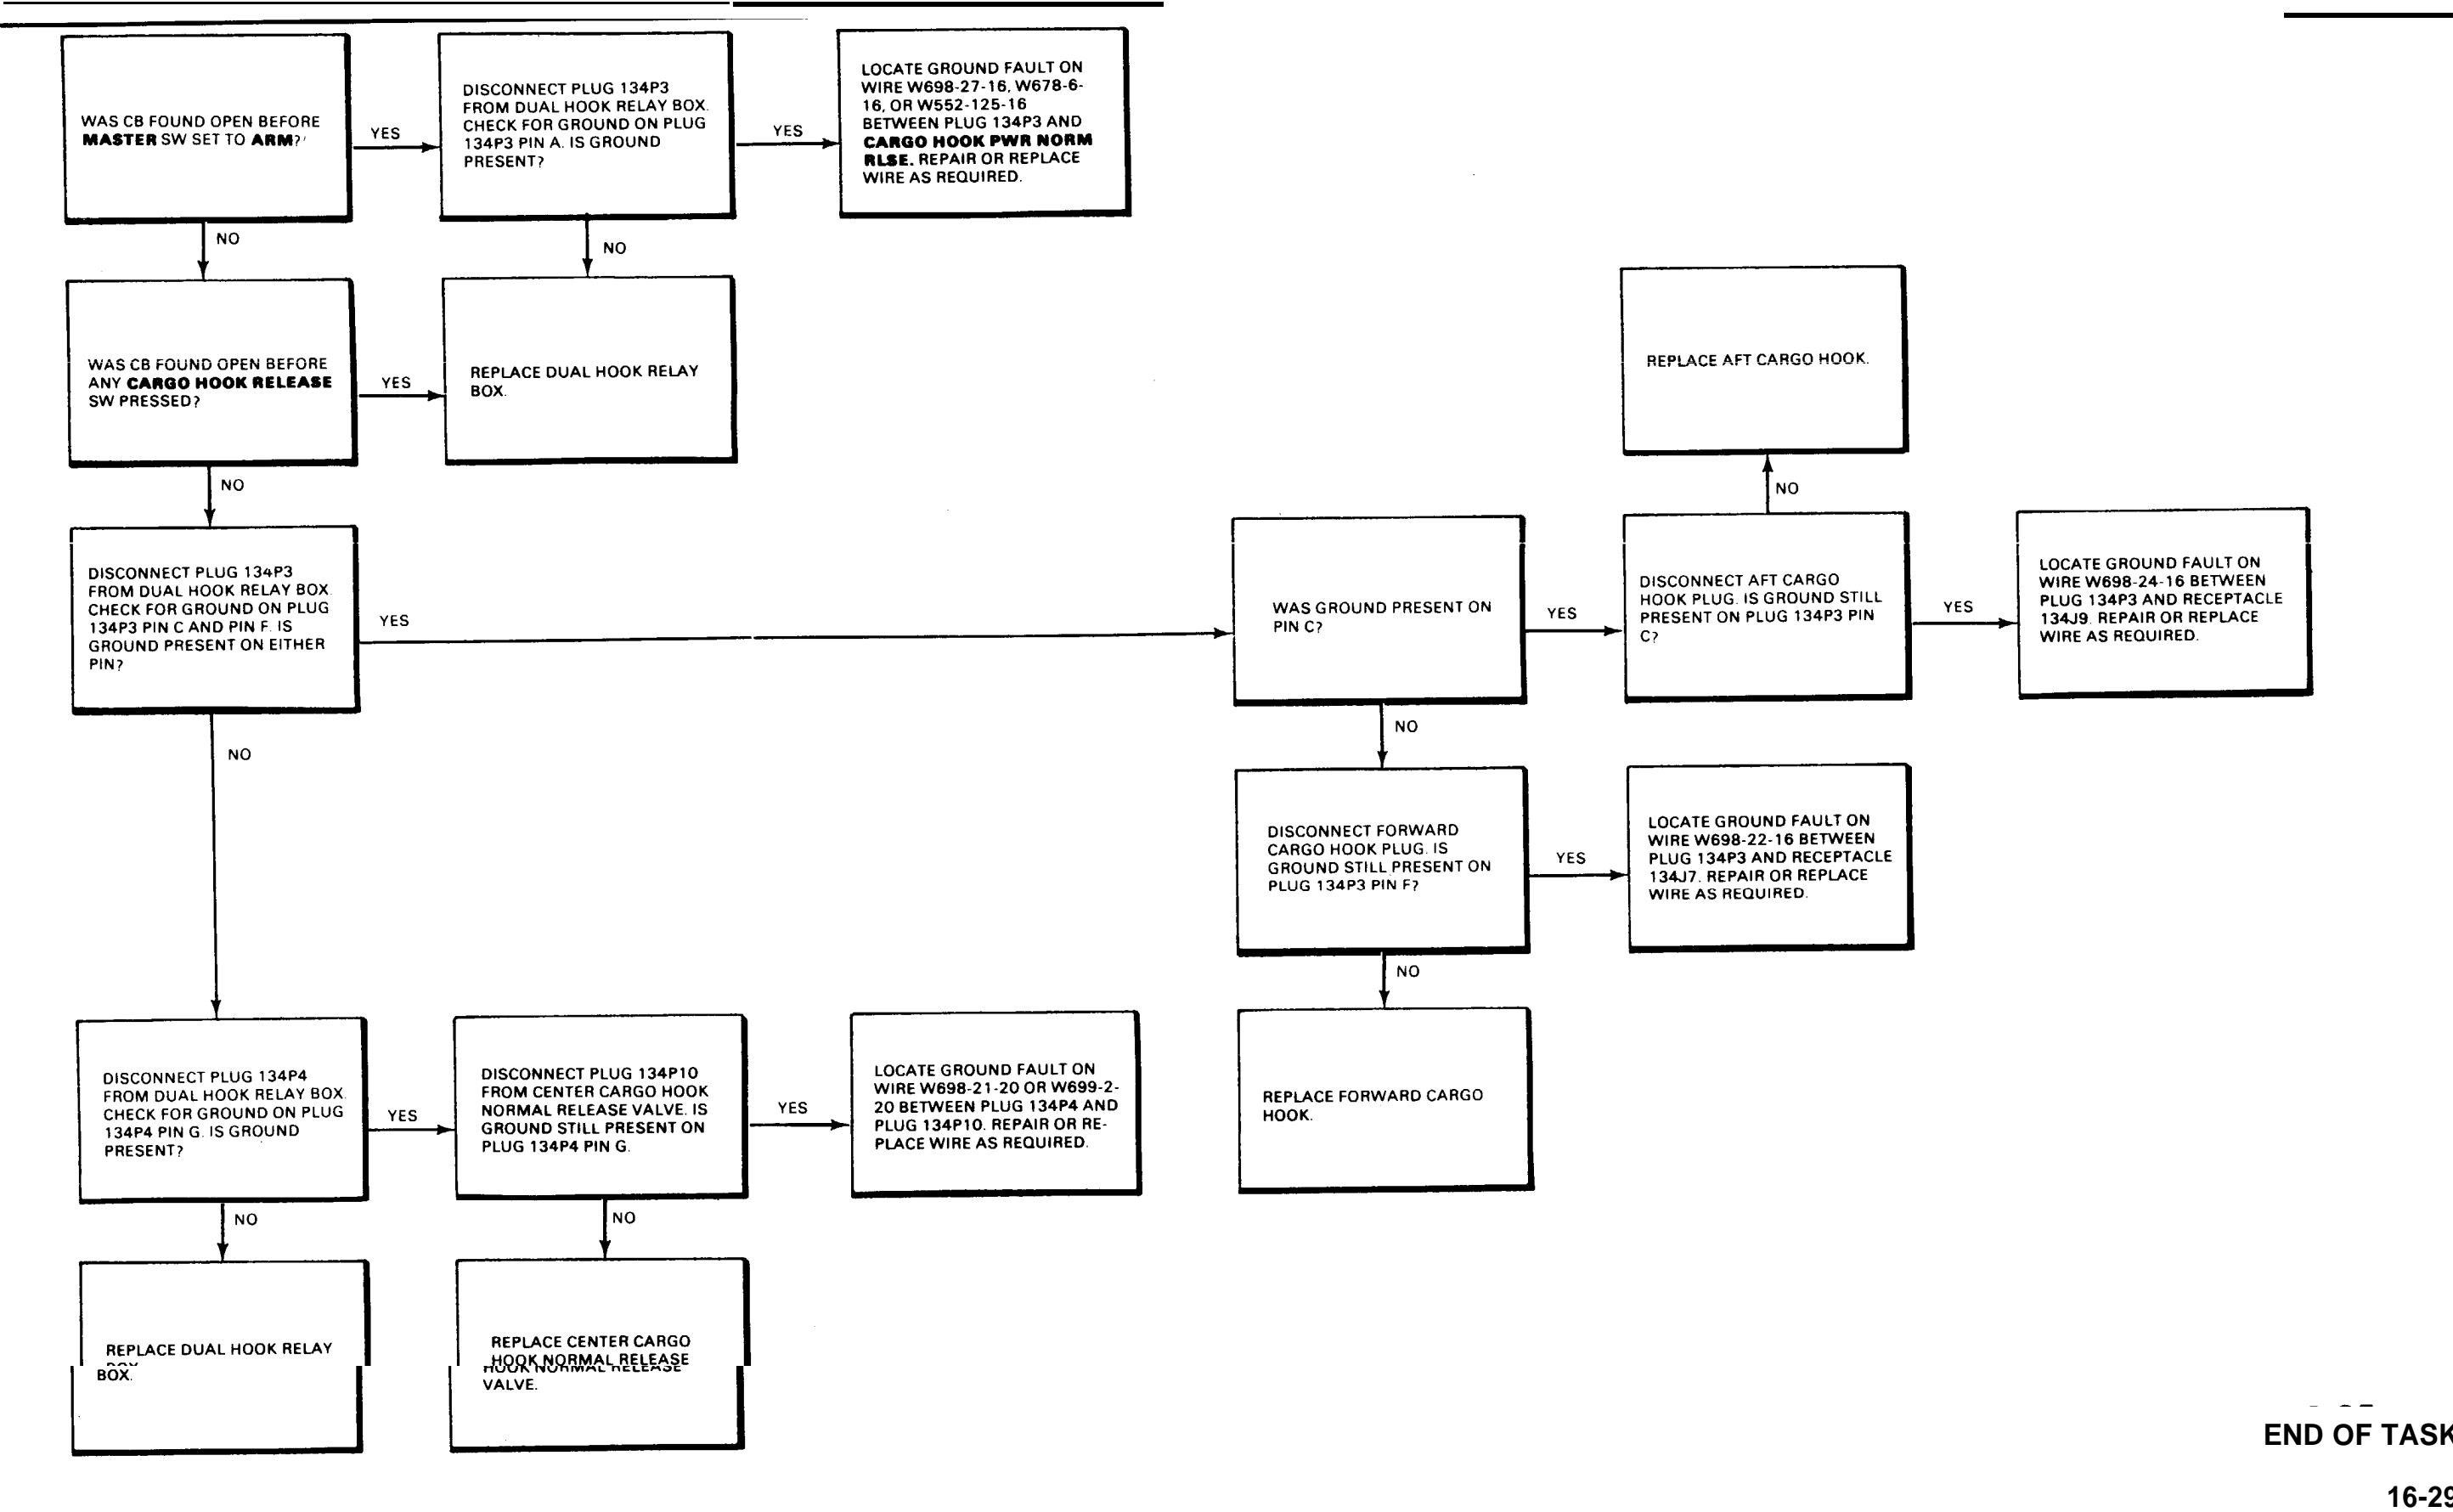 WAS CB FOUND OPEN BEFORE
MASTER SW SET TO ARM?
YES
DISCONNECT PLUG 134P3
FROM DUAL HOOK RELAY BOX.
CHECK FOR GROUND ON PLUG
134P3 PIN A. IS GROUND
PRESENT?
YES
LOCATE GROUND FAULT ON
WIRE W698-27-16, W678-6-
16, OR W552-125-16
BETWEEN PLUG 134P3 AND
CARGO HOOK PWR NORM
RLSE. REPAIR OR REPLACE
WIRE AS REQUIRED.
NO
NO
WAS CB FOUND OPEN BEFORE
ANY CARGO HOOK RELEASE
SW PRESSED?
YES
REPLACE DUAL HOOK RELAY
BOX.
REPLACE AFT CARGO HOOK.
NO
NO
DISCONNECT PLUG 134P3
FROM DUAL HOOK RELAY BOX.
CHECK FOR GROUND ON PLUG
134P3 PIN C AND PIN F. IS
GROUND PRESENT ON EITHER
PIN?
YES
WAS GROUND PRESENT ON
PIN C?
YES
DISCONNECT AFT CARGO
HOOK PLUG. IS GROUND STILL
PRESENT ON PLUG 134P3 PIN
C?
YES
LOCATE GROUND FAULT ON
WIRE W698-24-16 BETWEEN
PLUG 134P3 AND RECEPTACLE
134J9. REPAIR OR REPLACE
WIRE AS REQUIRED.
NO
NO
DISCONNECT FORWARD
CARGO HOOK PLUG. IS
GROUND STILL PRESENT ON
PLUG 134P3 PIN F?
YES
LOCATE GROUND FAULT ON
WIRE W698-22-16 BETWEEN
PLUG 134P3 AND RECEPTACLE
134J7. REPAIR OR REPLACE
WIRE AS REQUIRED.
NO
DISCONNECT PLUG 134P4
FROM DUAL HOOK RELAY BOX.
CHECK FOR GROUND ON PLUG
134P4 PIN G. IS GROUND
PRESENT?
YES
DISCONNECT PLUG 134P10
FROM CENTER CARGO HOOK
NORMAL RELEASE VALVE. IS
GROUND STILL PRESENT ON
PLUG 134P4 PIN G.
YES
LOCATE GROUND FAULT ON
WIRE W698-21-20 OR W699-2-
20 BETWEEN PLUG 134P4 AND
PLUG 134P10. REPAIR OR RE-
PLACE WIRE AS REQUIRED.
REPLACE FORWARD CARGO
HOOK.
NO
NO
REPLACE DUAL HOOK RELAY
BOX.
REPLACE CENTER CARGO
HOOK NORMAL RELEASE
VALVE.
END OF TASK
16-29